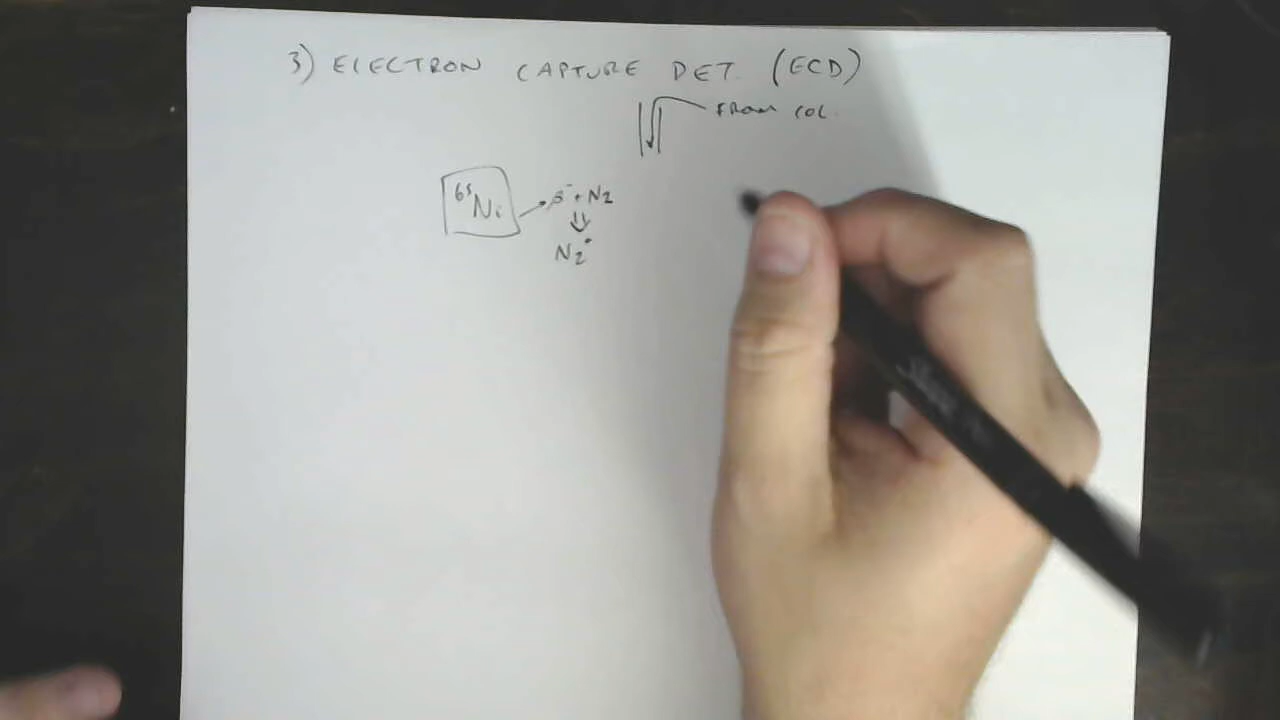 3) ELECTRON CAPTURE DET. (ECD)
FROM COL.
⁶³Ni → β⁻ + N₂
⇓
N₂*